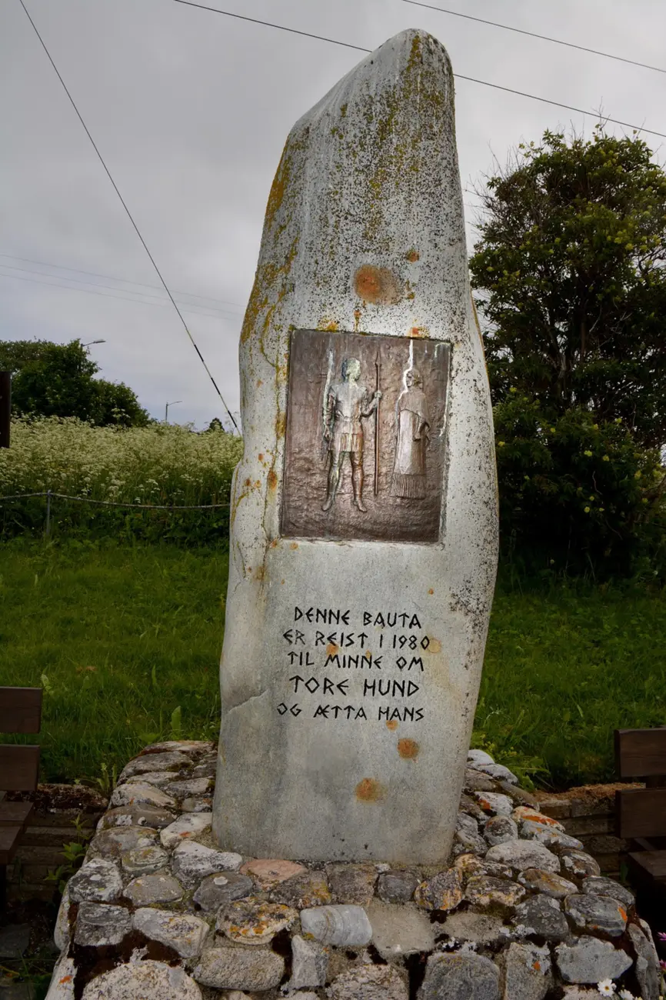 DENNE BAUTA
ER REIST I 1980
TIL MINNE OM
TORE HUND
OG ÆTTA HANS